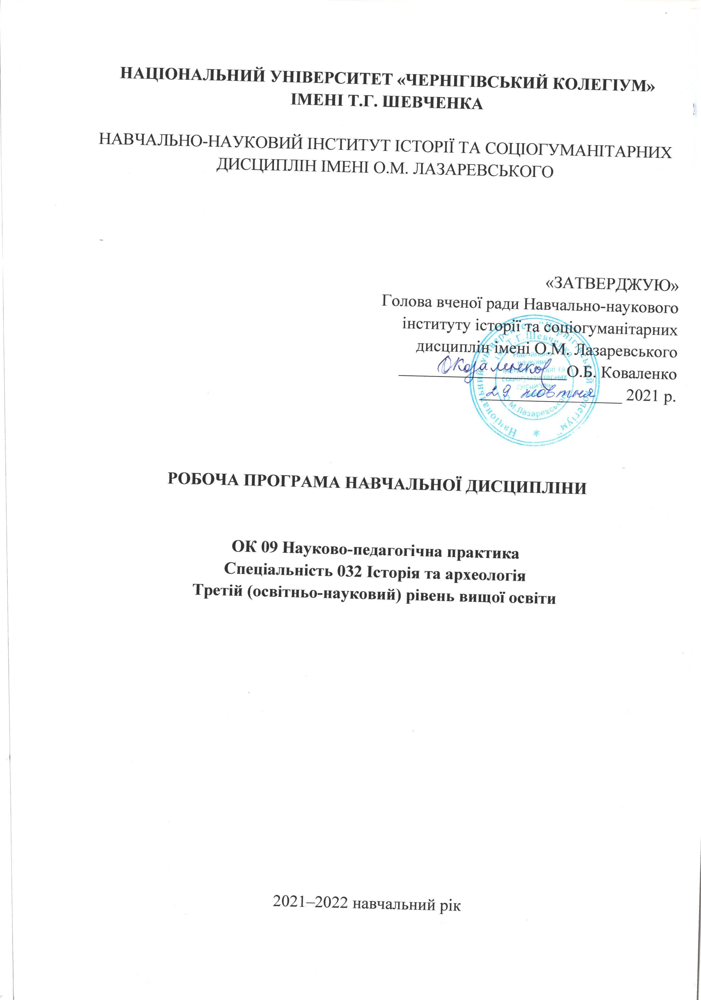 НАЦІОНАЛЬНИЙ УНІВЕРСИТЕТ «ЧЕРНІГІВСЬКИЙ КОЛЕГІУМ»
ІМЕНІ Т.Г. ШЕВЧЕНКА
НАВЧАЛЬНО-НАУКОВИЙ ІНСТИТУТ ІСТОРІЇ ТА СОЦІОГУМАНІТАРНИХ
ДИСЦИПЛІН ІМЕНІ О.М. ЛАЗАРЕВСЬКОГО
«ЗАТВЕРДЖУЮ»
Голова вченої ради Навчально-наукового
інституту історії та соціогуманітарних
дисциплін імені О.М. Лазаревського
О.Б. Коваленко
29 жовтня 2021 р.
Національний університет “Чернігівський колегіум”
ім. Т.Г.Шевченка
Навчально
науковий
інститут історії та
соціогуманітарних
дисциплін
О.М.Лазаревського
РОБОЧА ПРОГРАМА НАВЧАЛЬНОЇ ДИСЦИПЛІНИ
ОК 09 Науково-педагогічна практика
Спеціальність 032 Історія та археологія
Третій (освітньо-науковий) рівень вищої освіти
2021–2022 навчальний рік